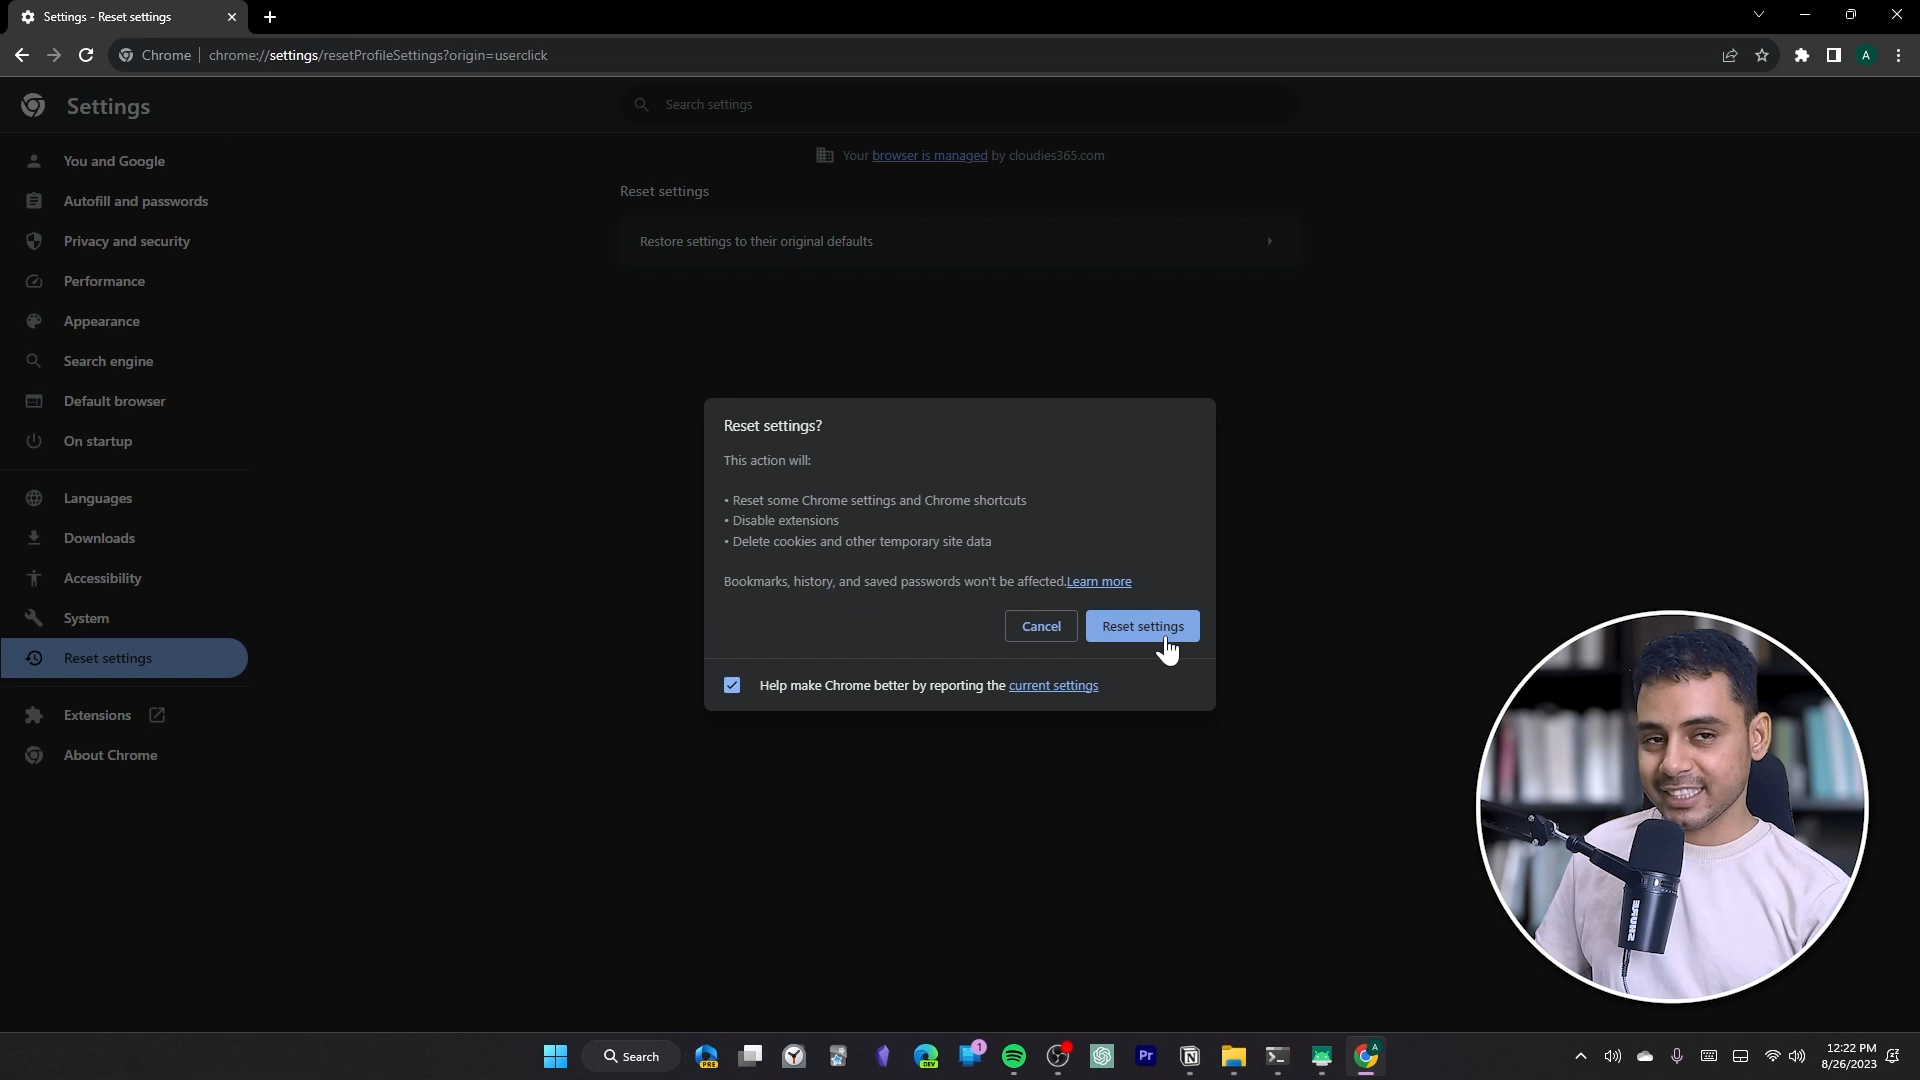 Settings - Reset settings
Chrome chrome://settings/resetProfileSettings?origin=userclick
A
Settings
Search settings
Your browser is managed by cloudies365.com
You and Google
Autofill and passwords
Privacy and security
Performance
Appearance
Search engine
Default browser
On startup
Languages
Downloads
Accessibility
System
Reset settings
Extensions
About Chrome
Reset settings
Restore settings to their original defaults
Reset settings?
This action will:
• Reset some Chrome settings and Chrome shortcuts
• Disable extensions
• Delete cookies and other temporary site data
Bookmarks, history, and saved passwords won't be affected.Learn more
Cancel
Reset settings
Help make Chrome better by reporting the current settings
SHURE
Search
PRE
DEV
1
Pr
A
12:22 PM
8/26/2023